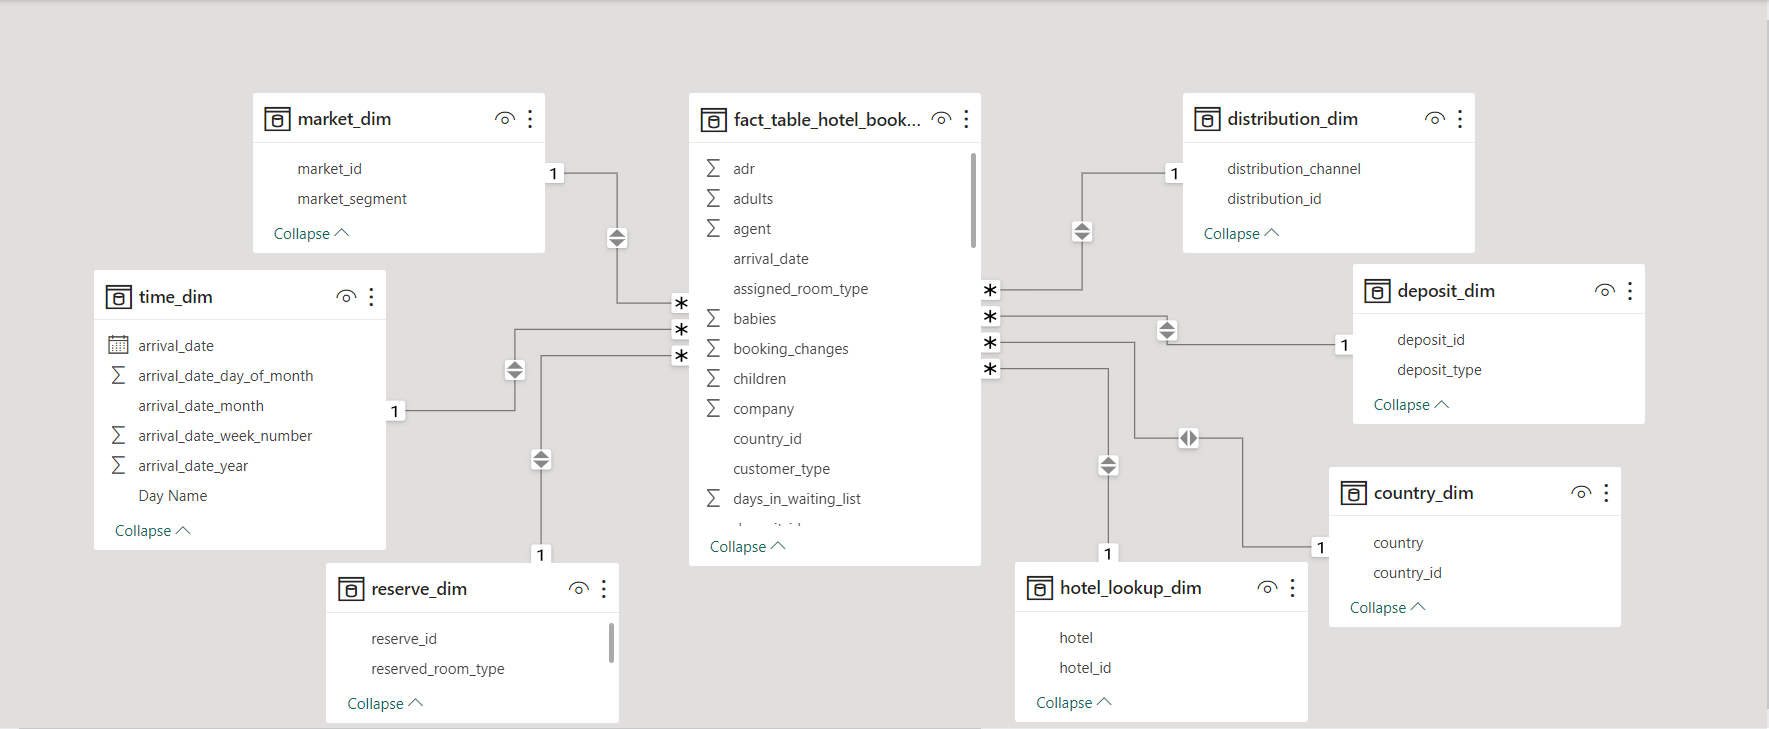 market_dim
market_id
market_segment
Collapse
time_dim
arrival_date
arrival_date_day_of_month
arrival_date_month
arrival_date_week_number
arrival_date_year
Day Name
Collapse
reserve_dim
reserve_id
reserved_room_type
Collapse
fact_table_hotel_book...
adr
adults
agent
arrival_date
assigned_room_type
babies
booking_changes
children
company
country_id
customer_type
days_in_waiting_list
Collapse
distribution_dim
distribution_channel
distribution_id
Collapse
deposit_dim
deposit_id
deposit_type
Collapse
country_dim
country
country_id
Collapse
hotel_lookup_dim
hotel
hotel_id
Collapse
1
*
1
*
1
*
1
*
1
*
1
*
1
*